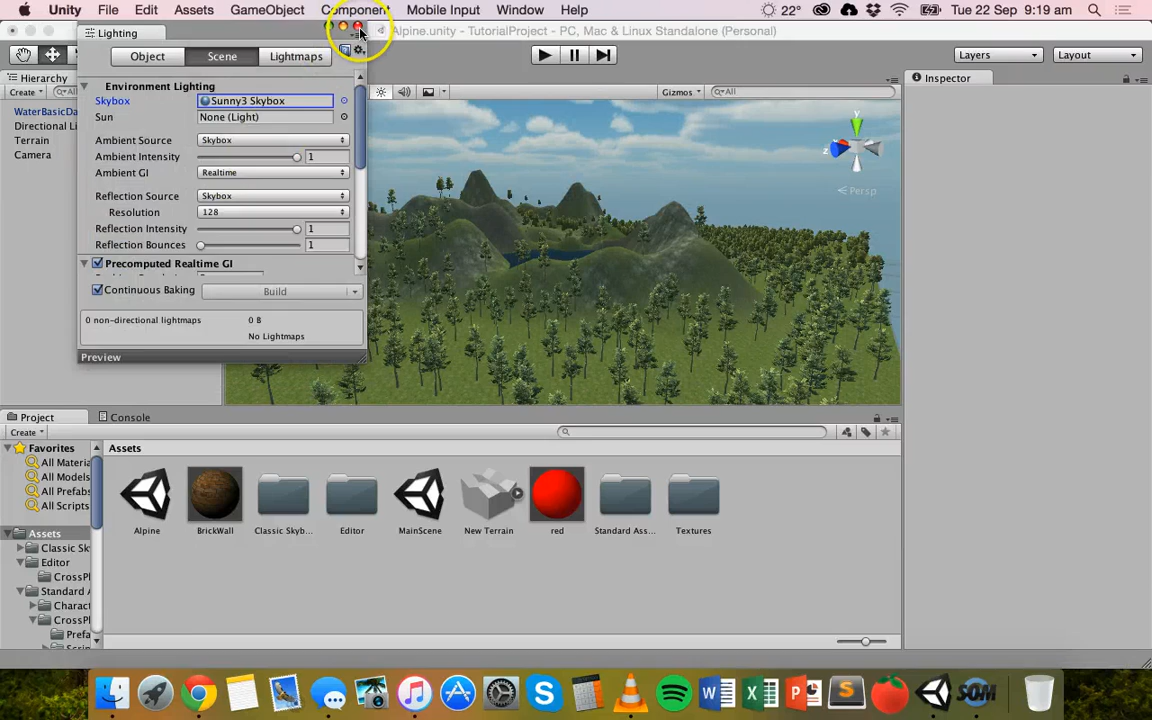 Unity File Edit Assets GameObject Component Mobile Input Window Help 22° Tue 22 Sep 9:19 am
Alpine.unity - TutorialProject - PC, Mac & Linux Standalone (Personal)
Lighting
Object Scene Lightmaps
Layers Layout
Hierarchy
Create All
WaterBasicDa
Directional Li
Terrain
Camera
Environment Lighting
Skybox Sunny3 Skybox
Sun None (Light)
Ambient Source Skybox
Ambient Intensity 1
Ambient GI Realtime
Reflection Source Skybox
Resolution 128
Reflection Intensity 1
Reflection Bounces 1
Precomputed Realtime GI
Continuous Baking Build
0 non-directional lightmaps 0 B
No Lightmaps
Preview
Gizmos All
y
z
Persp
Inspector
Project Console
Create
Favorites
All Materia
All Models
All Prefabs
All Scripts
Assets
Classic Sk
Editor
CrossPl
Standard A
Charac
CrossPl
Prefa
Assets
Alpine BrickWall Classic Skyb... Editor MainScene New Terrain red Standard Ass... Textures
SOM